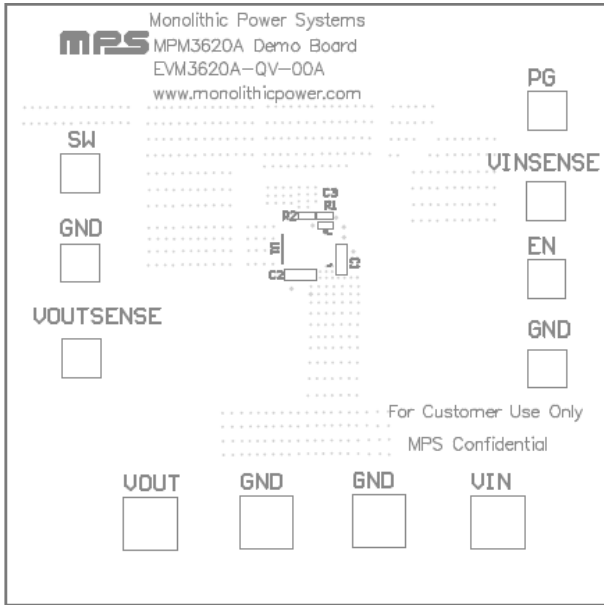 Monolithic Power Systems
mps MPM3620A Demo Board
EVM3620A-QV-00A
www.monolithicpower.com
PG
SW
VINSENSE
C3
R1
R2
GND
EN
C2
VOUTSENSE
GND
For Customer Use Only
MPS Confidential
VOUT GND GND VIN